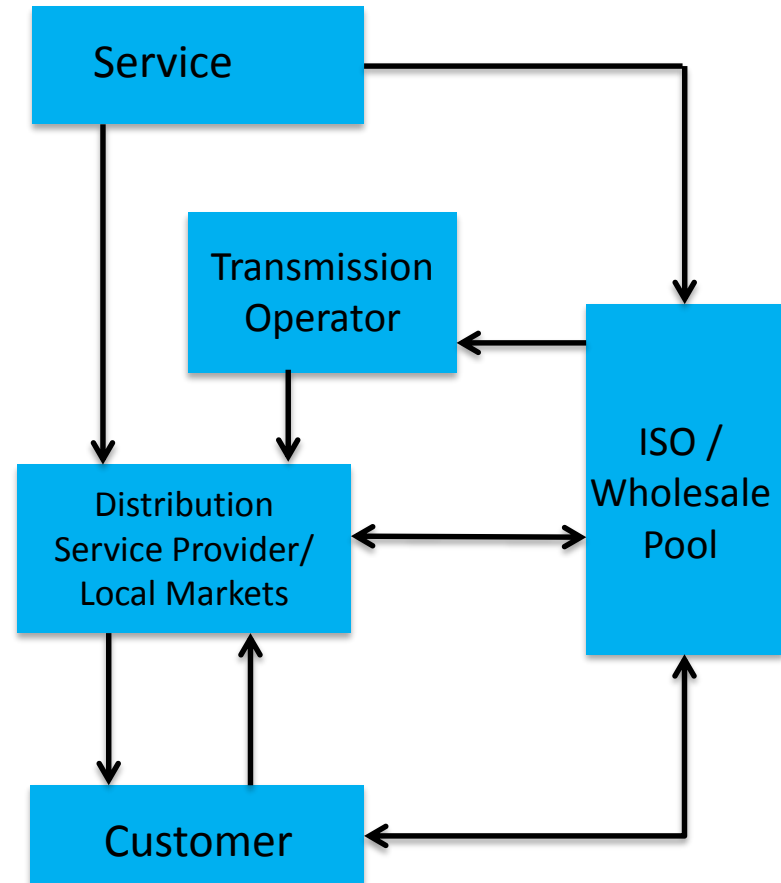 Service
Transmission
Operator
ISO /
Wholesale
Pool
Distribution
Service Provider/
Local Markets
Customer